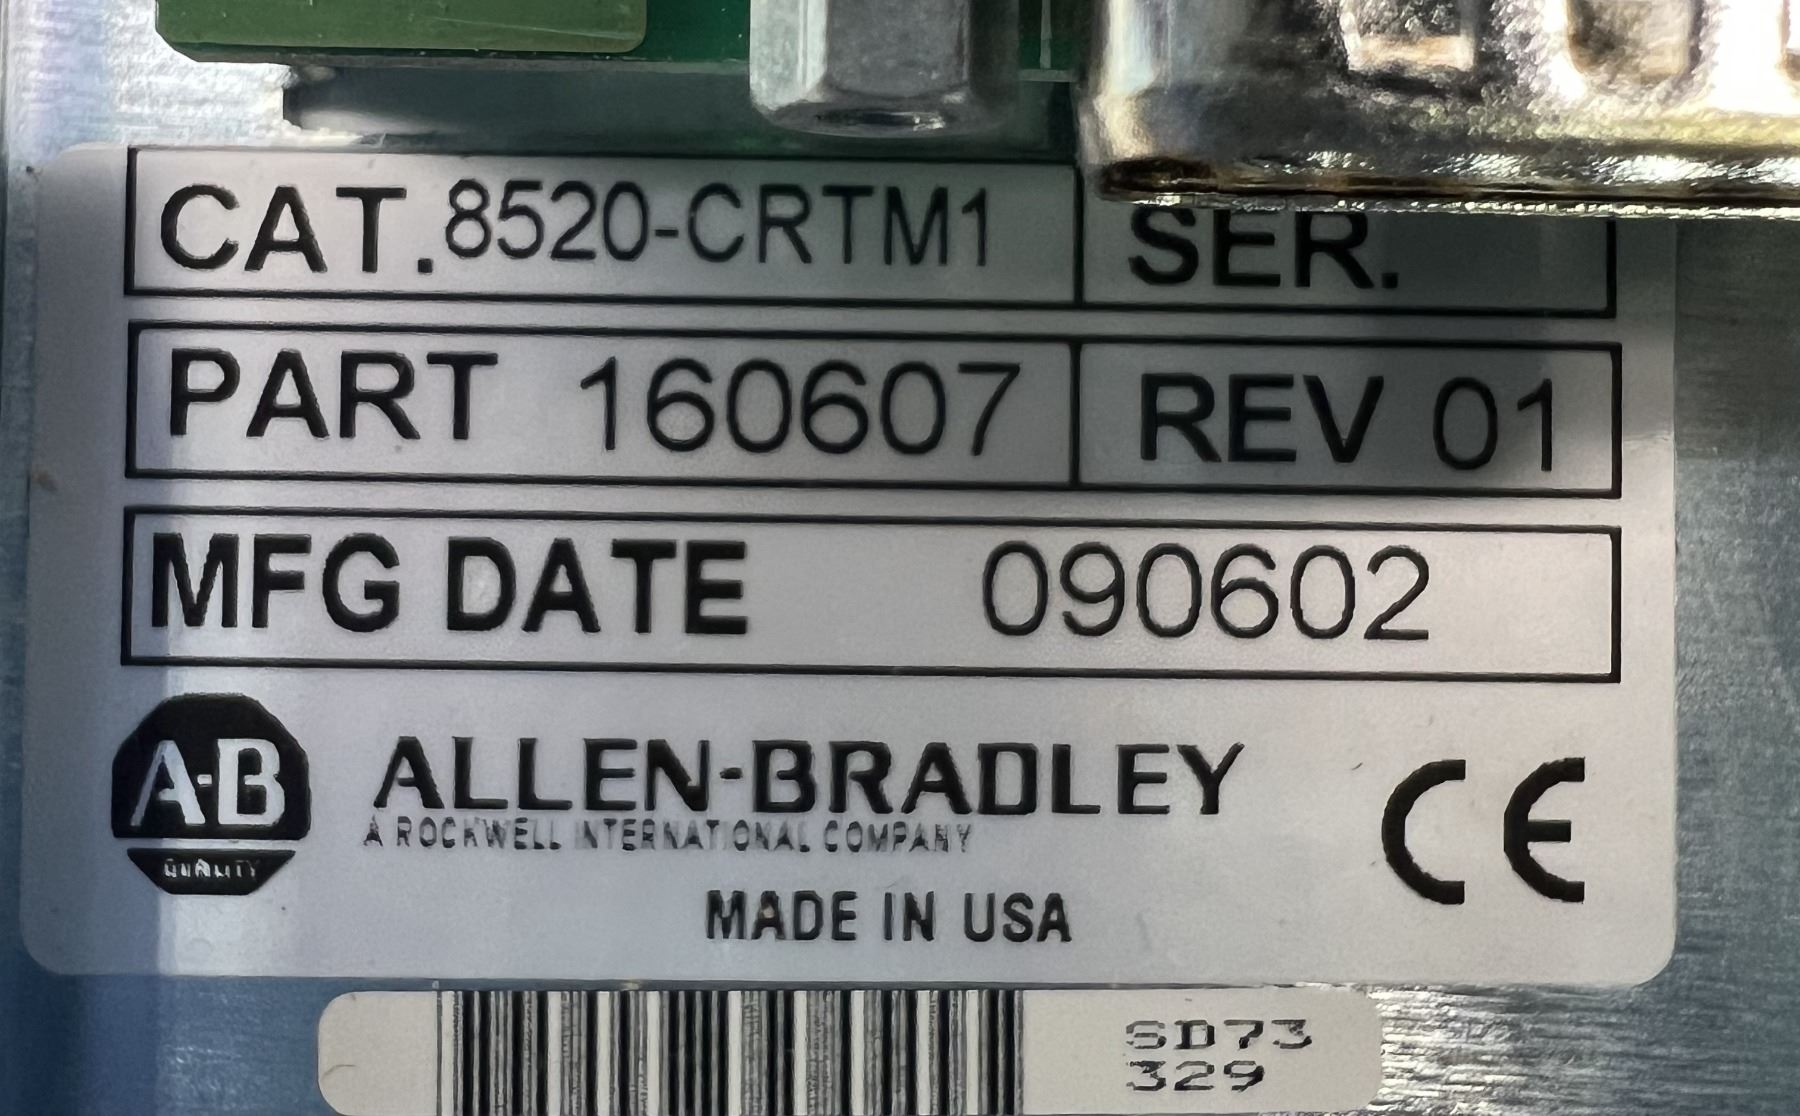 CAT. 8520-CRTM1 SER.
PART 160607 REV 01
MFG DATE 090602
A-B
QUALITY
ALLEN-BRADLEY
A ROCKWELL INTERNATIONAL COMPANY
CE
MADE IN USA
SD73
329